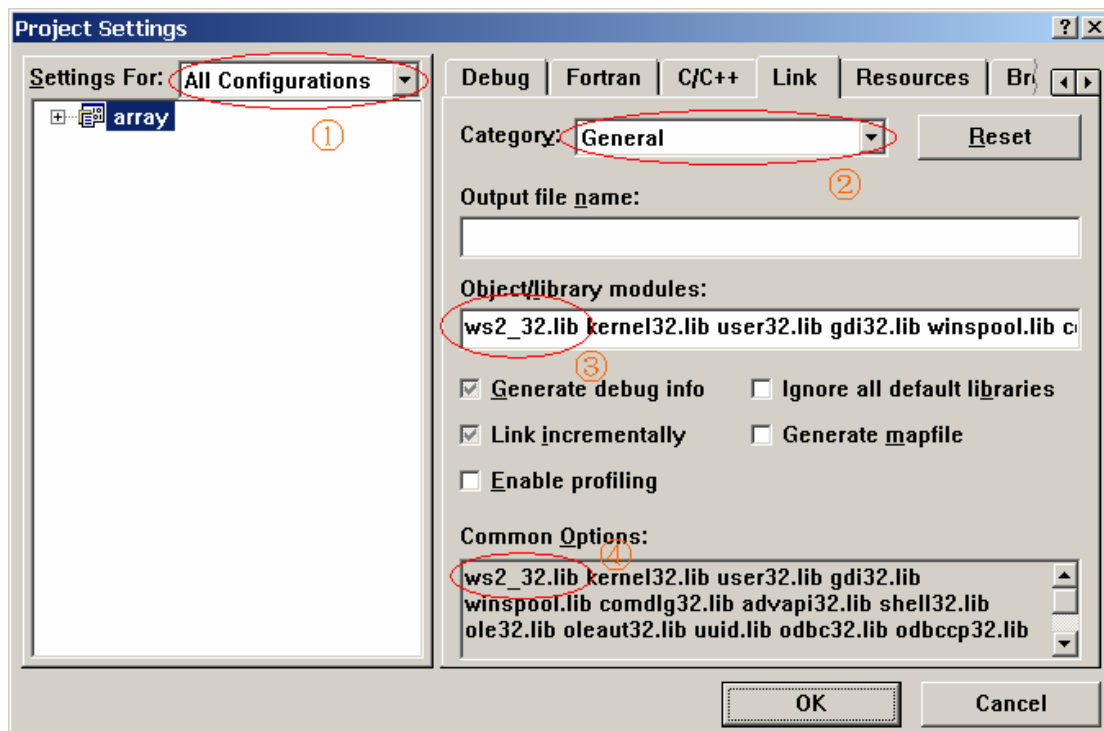 Project Settings
Settings For: All Configurations
①
array
Debug Fortran C/C++ Link Resources
Category: General
Reset
②
Output file name:
Object/library modules:
ws2_32.lib kernel32.lib user32.lib gdi32.lib winspool.lib
③
Generate debug info
Ignore all default libraries
Link incrementally
Generate mapfile
Enable profiling
Common Options:
④
ws2_32.lib kernel32.lib user32.lib gdi32.lib
winspool.lib comdlg32.lib advapi32.lib shell32.lib
ole32.lib oleaut32.lib uuid.lib odbc32.lib odbccp32.lib
OK
Cancel